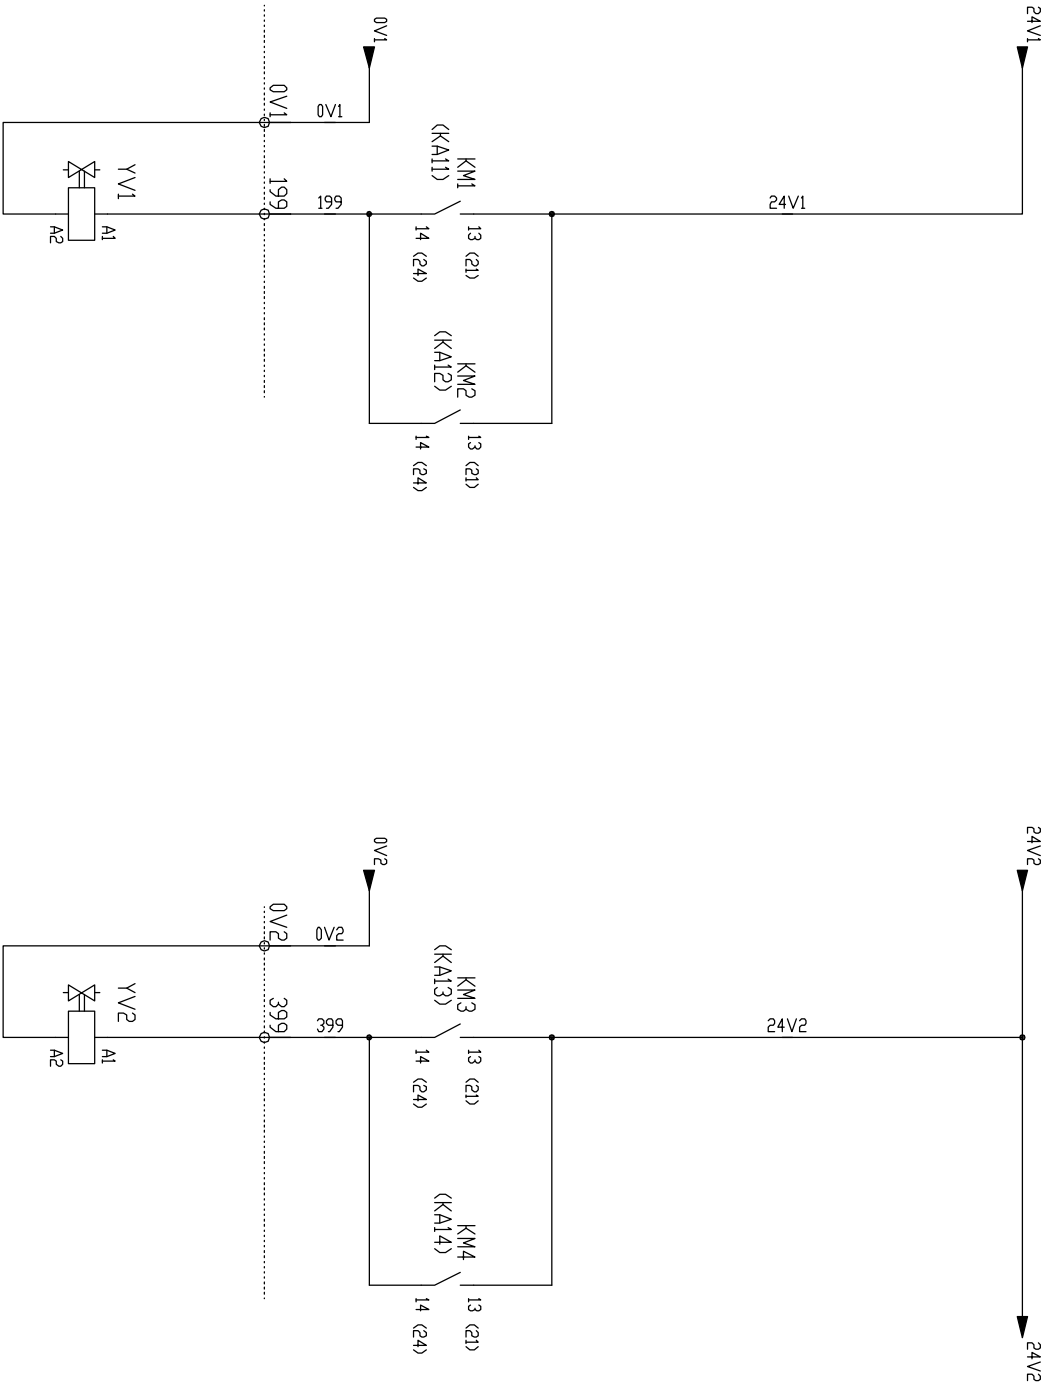 24V1
0V1
0V1
0V1
24V1
KM1
(KA11)
199
199
13 (21)
14 (24)
YV1
A1
A2
KM2
(KA12)
13 (21)
14 (24)
24V2
0V2
0V2
0V2
24V2
KM3
(KA13)
399
399
13 (21)
14 (24)
YV2
A1
A2
KM4
(KA14)
13 (21)
14 (24)
24V2